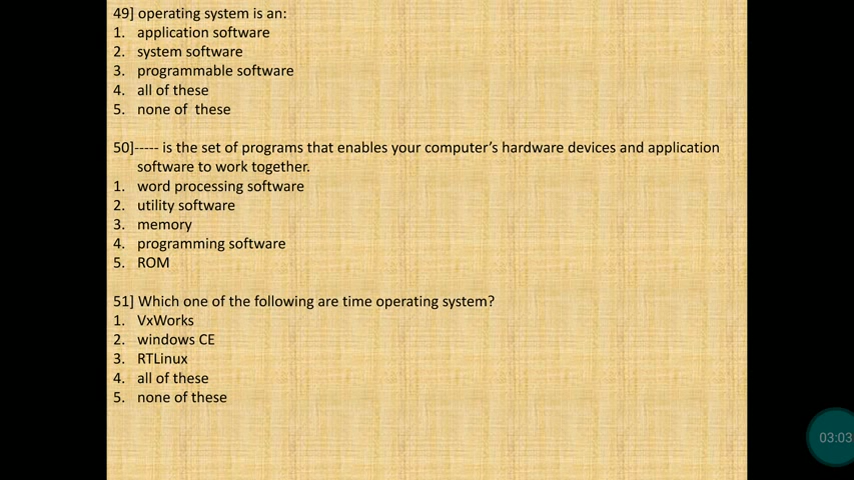 49] operating system is an:
1. application software
2. system software
3. programmable software
4. all of these
5. none of these
50]----- is the set of programs that enables your computer's hardware devices and application
software to work together.
1. word processing software
2. utility software
3. memory
4. programming software
5. ROM
51] Which one of the following are time operating system?
1. VxWorks
2. windows CE
3. RTLinux
4. all of these
5. none of these
03:03